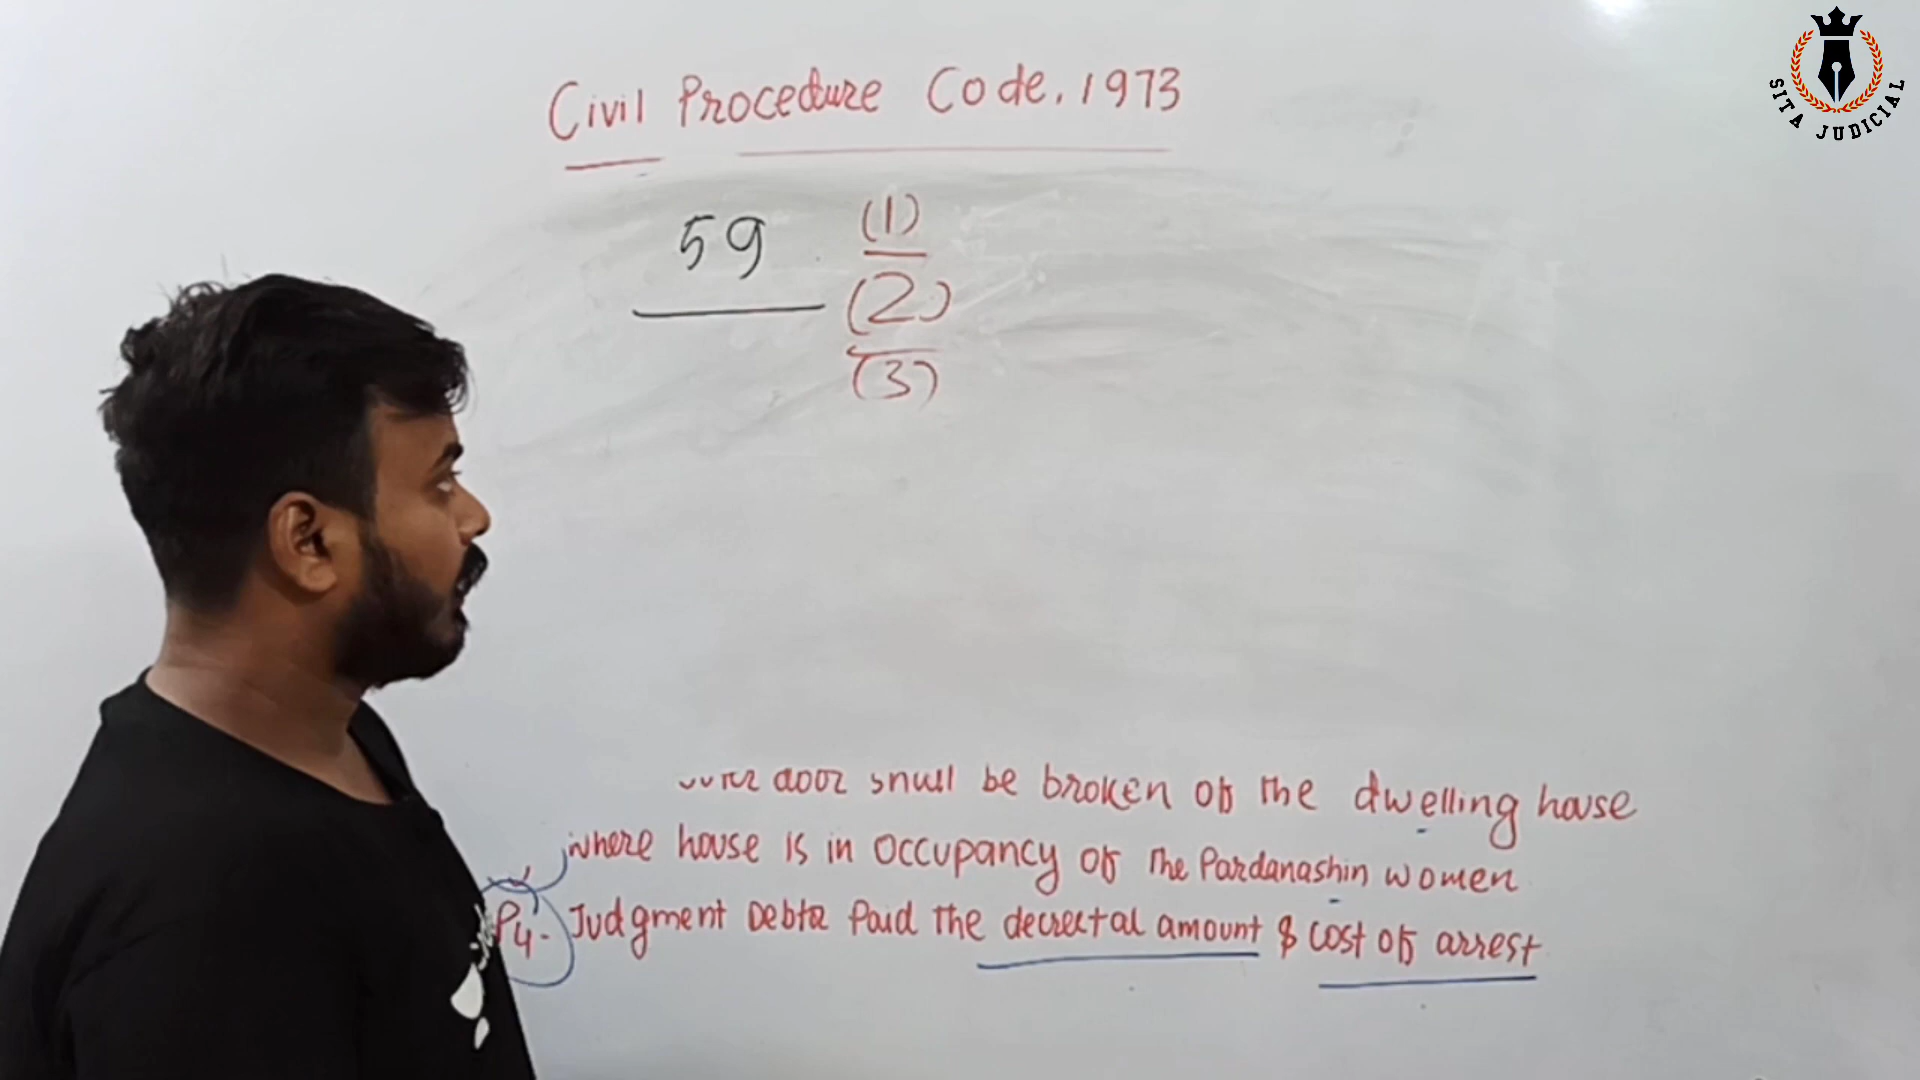 Civil Procedure Code, 1973
59 (1)
(2)
(3)
door shall be broken of the dwelling house
where house is in occupancy of the Pardanashin women
P4. Judgment Debtor Paid the decreetal amount & cost of arrest
SITA JUDICIAL